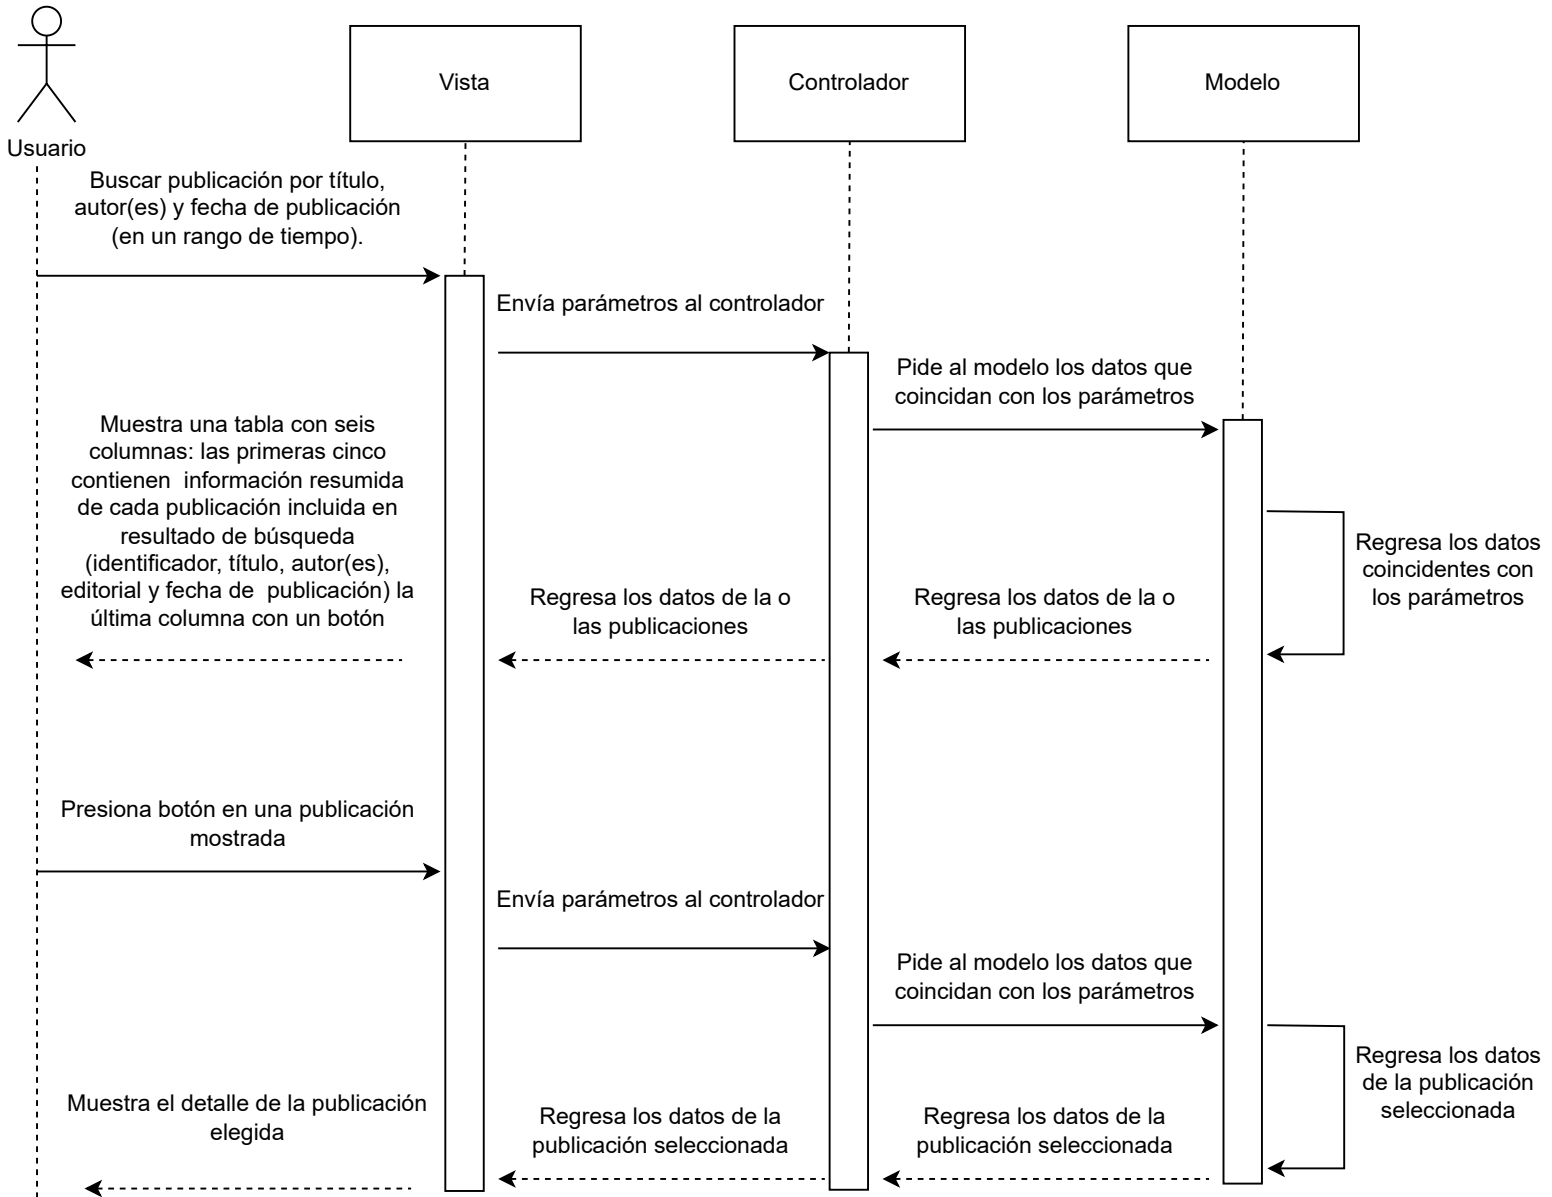 Usuario
Vista
Controlador
Modelo
Buscar publicación por título,
autor(es) y fecha de publicación
(en un rango de tiempo).
Envía parámetros al controlador
Pide al modelo los datos que
coincidan con los parámetros
Regresa los datos
coincidentes con
los parámetros
Regresa los datos de la o
las publicaciones
Regresa los datos de la o
las publicaciones
Muestra una tabla con seis
columnas: las primeras cinco
contienen  información resumida
de cada publicación incluida en
resultado de búsqueda
(identificador, título, autor(es),
editorial y fecha de  publicación) la
última columna con un botón
Presiona botón en una publicación
mostrada
Envía parámetros al controlador
Pide al modelo los datos que
coincidan con los parámetros
Regresa los datos
de la publicación
seleccionada
Regresa los datos de la
publicación seleccionada
Regresa los datos de la
publicación seleccionada
Muestra el detalle de la publicación
elegida